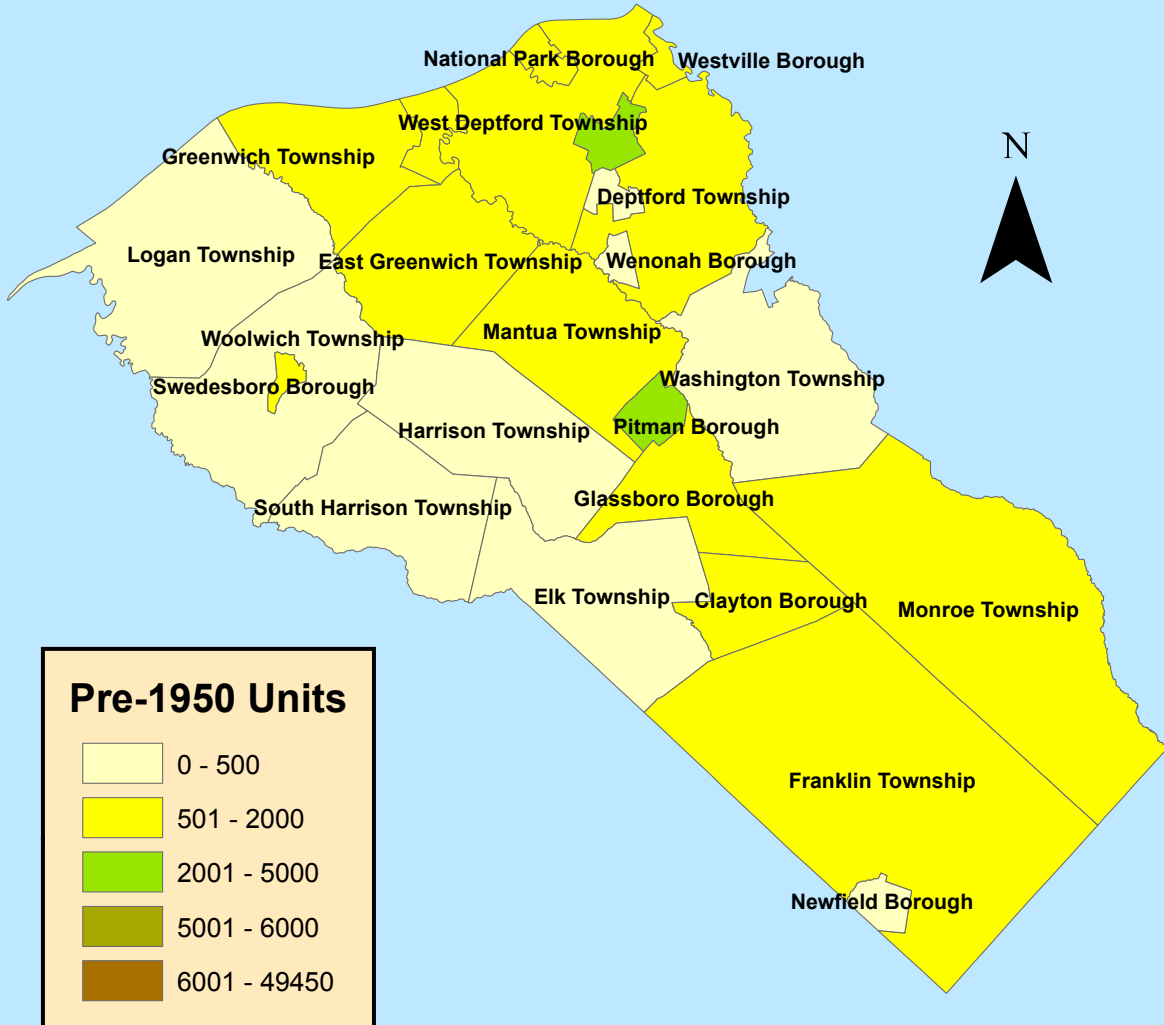 National Park Borough
Westville Borough
West Deptford Township
Greenwich Township
N
Deptford Township
Logan Township
East Greenwich Township
Wenonah Borough
Woolwich Township
Mantua Township
Swedesboro Borough
Washington Township
Harrison Township
Pitman Borough
Glassboro Borough
South Harrison Township
Elk Township
Clayton Borough
Monroe Township
Franklin Township
Newfield Borough
Pre-1950 Units
0 - 500
501 - 2000
2001 - 5000
5001 - 6000
6001 - 49450